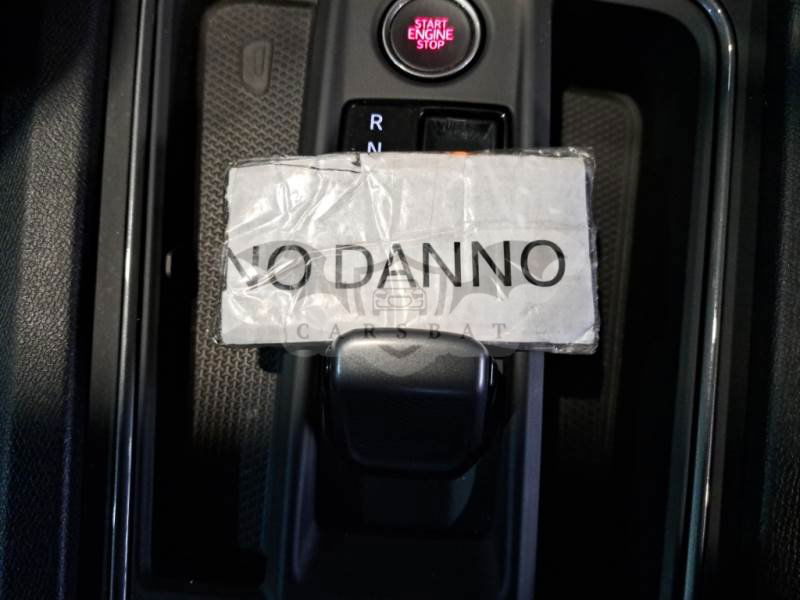 START
ENGINE
STOP
R
N
NO DANNO
CARSBAT